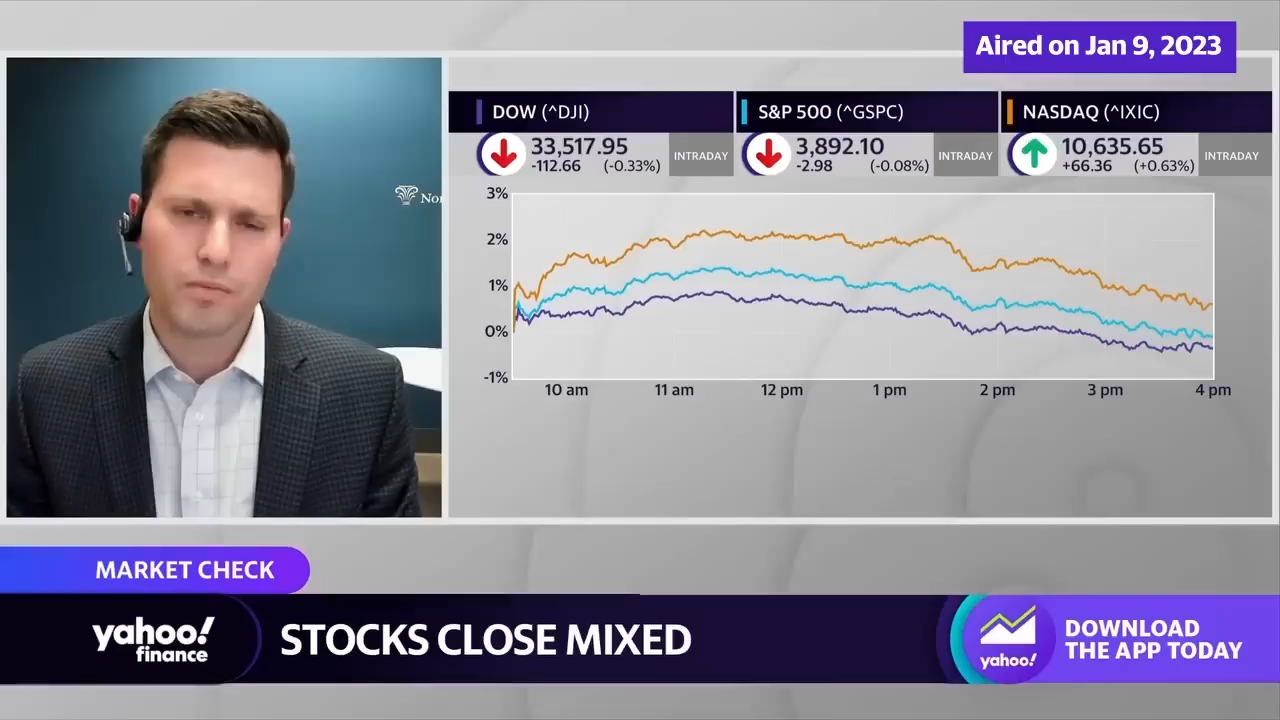 Aired on Jan 9, 2023
DOW (^DJI)
33,517.95
-112.66 (-0.33%)
INTRADAY
S&P 500 (^GSPC)
3,892.10
-2.98 (-0.08%)
INTRADAY
NASDAQ (^IXIC)
10,635.65
+66.36 (+0.63%)
INTRADAY
Nor
3%
2%
1%
0%
-1%
10 am 11 am 12 pm 1 pm 2 pm 3 pm 4 pm
MARKET CHECK
yahoo!
finance
STOCKS CLOSE MIXED
yahoo!
DOWNLOAD
THE APP TODAY